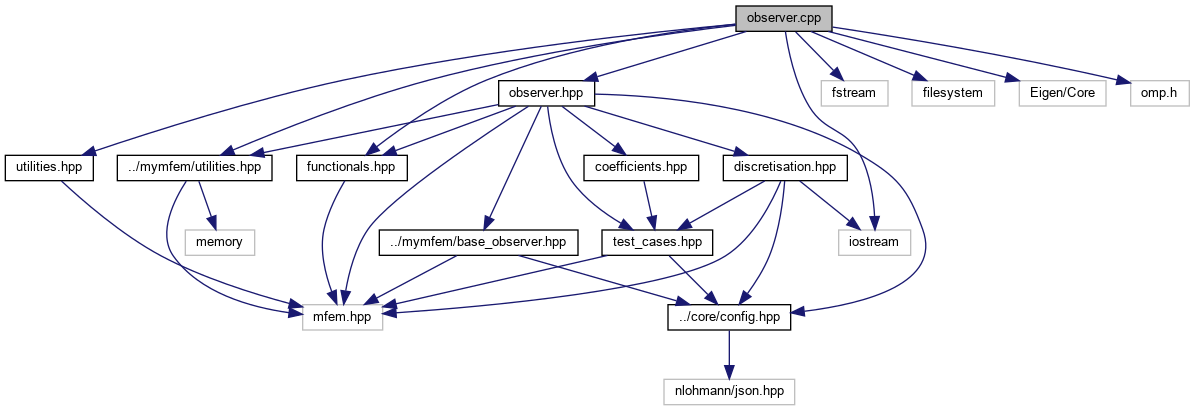 observer.cpp
observer.hpp
fstream
filesystem
Eigen/Core
omp.h
utilities.hpp
../mymfem/utilities.hpp
functionals.hpp
coefficients.hpp
discretisation.hpp
memory
../mymfem/base_observer.hpp
test_cases.hpp
iostream
mfem.hpp
../core/config.hpp
nlohmann/json.hpp